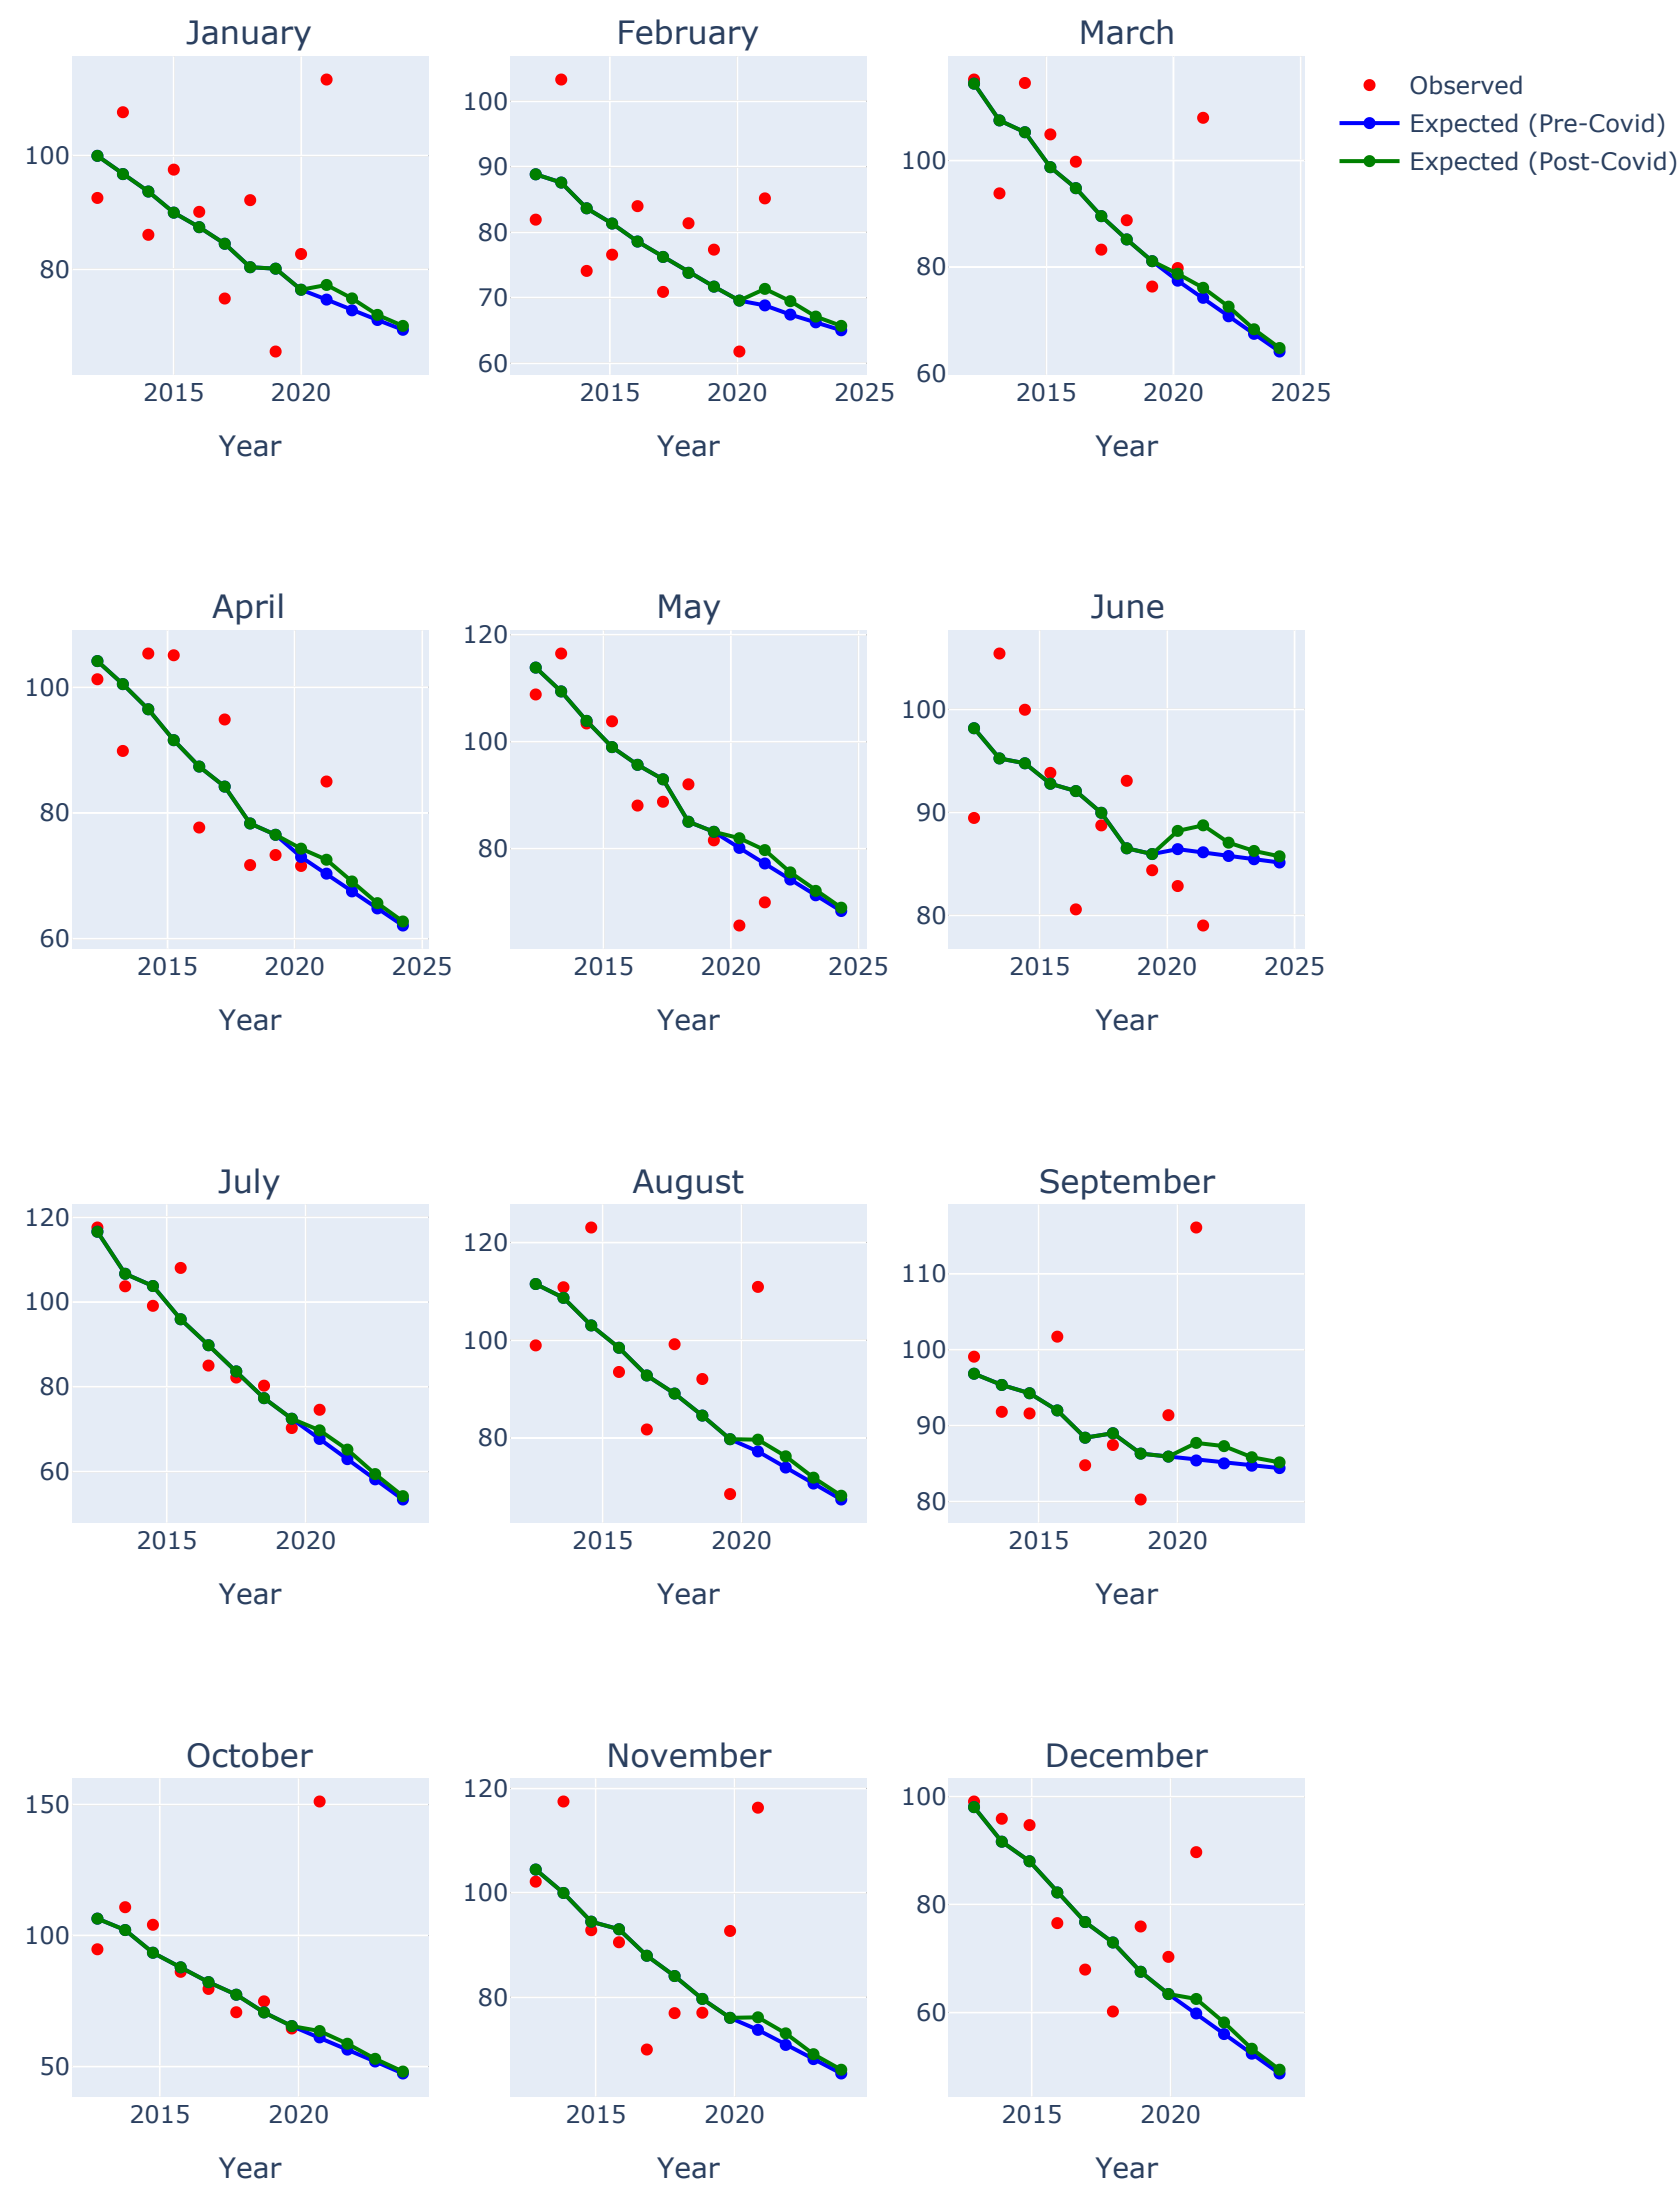 January
February
March
Observed
Expected (Pre-Covid)
Expected (Post-Covid)
100
80
2015
2020
Year
100
90
80
70
60
2015
2020
2025
Year
100
80
60
2015
2020
2025
Year
April
May
June
100
80
60
2015
2020
2025
Year
120
100
80
2015
2020
2025
Year
100
90
80
2015
2020
2025
Year
July
August
September
120
100
80
60
2015
2020
Year
120
100
80
2015
2020
Year
110
100
90
80
2015
2020
Year
October
November
December
150
100
50
2015
2020
Year
120
100
80
2015
2020
Year
100
80
60
2015
2020
Year